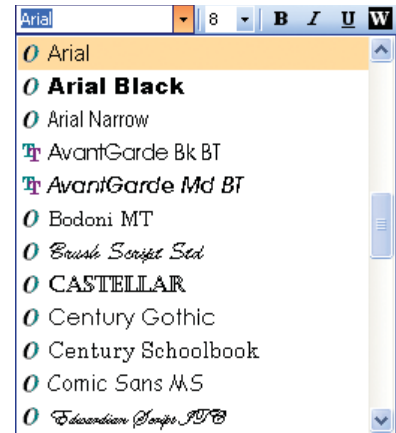 Arial 8 B I U W
Arial
Arial Black
Arial Narrow
AvantGarde Bk BT
AvantGarde Md BT
Bodoni MT
Brush Script Std
CASTELLAR
Century Gothic
Century Schoolbook
Comic Sans MS
Edwardian Script ITC